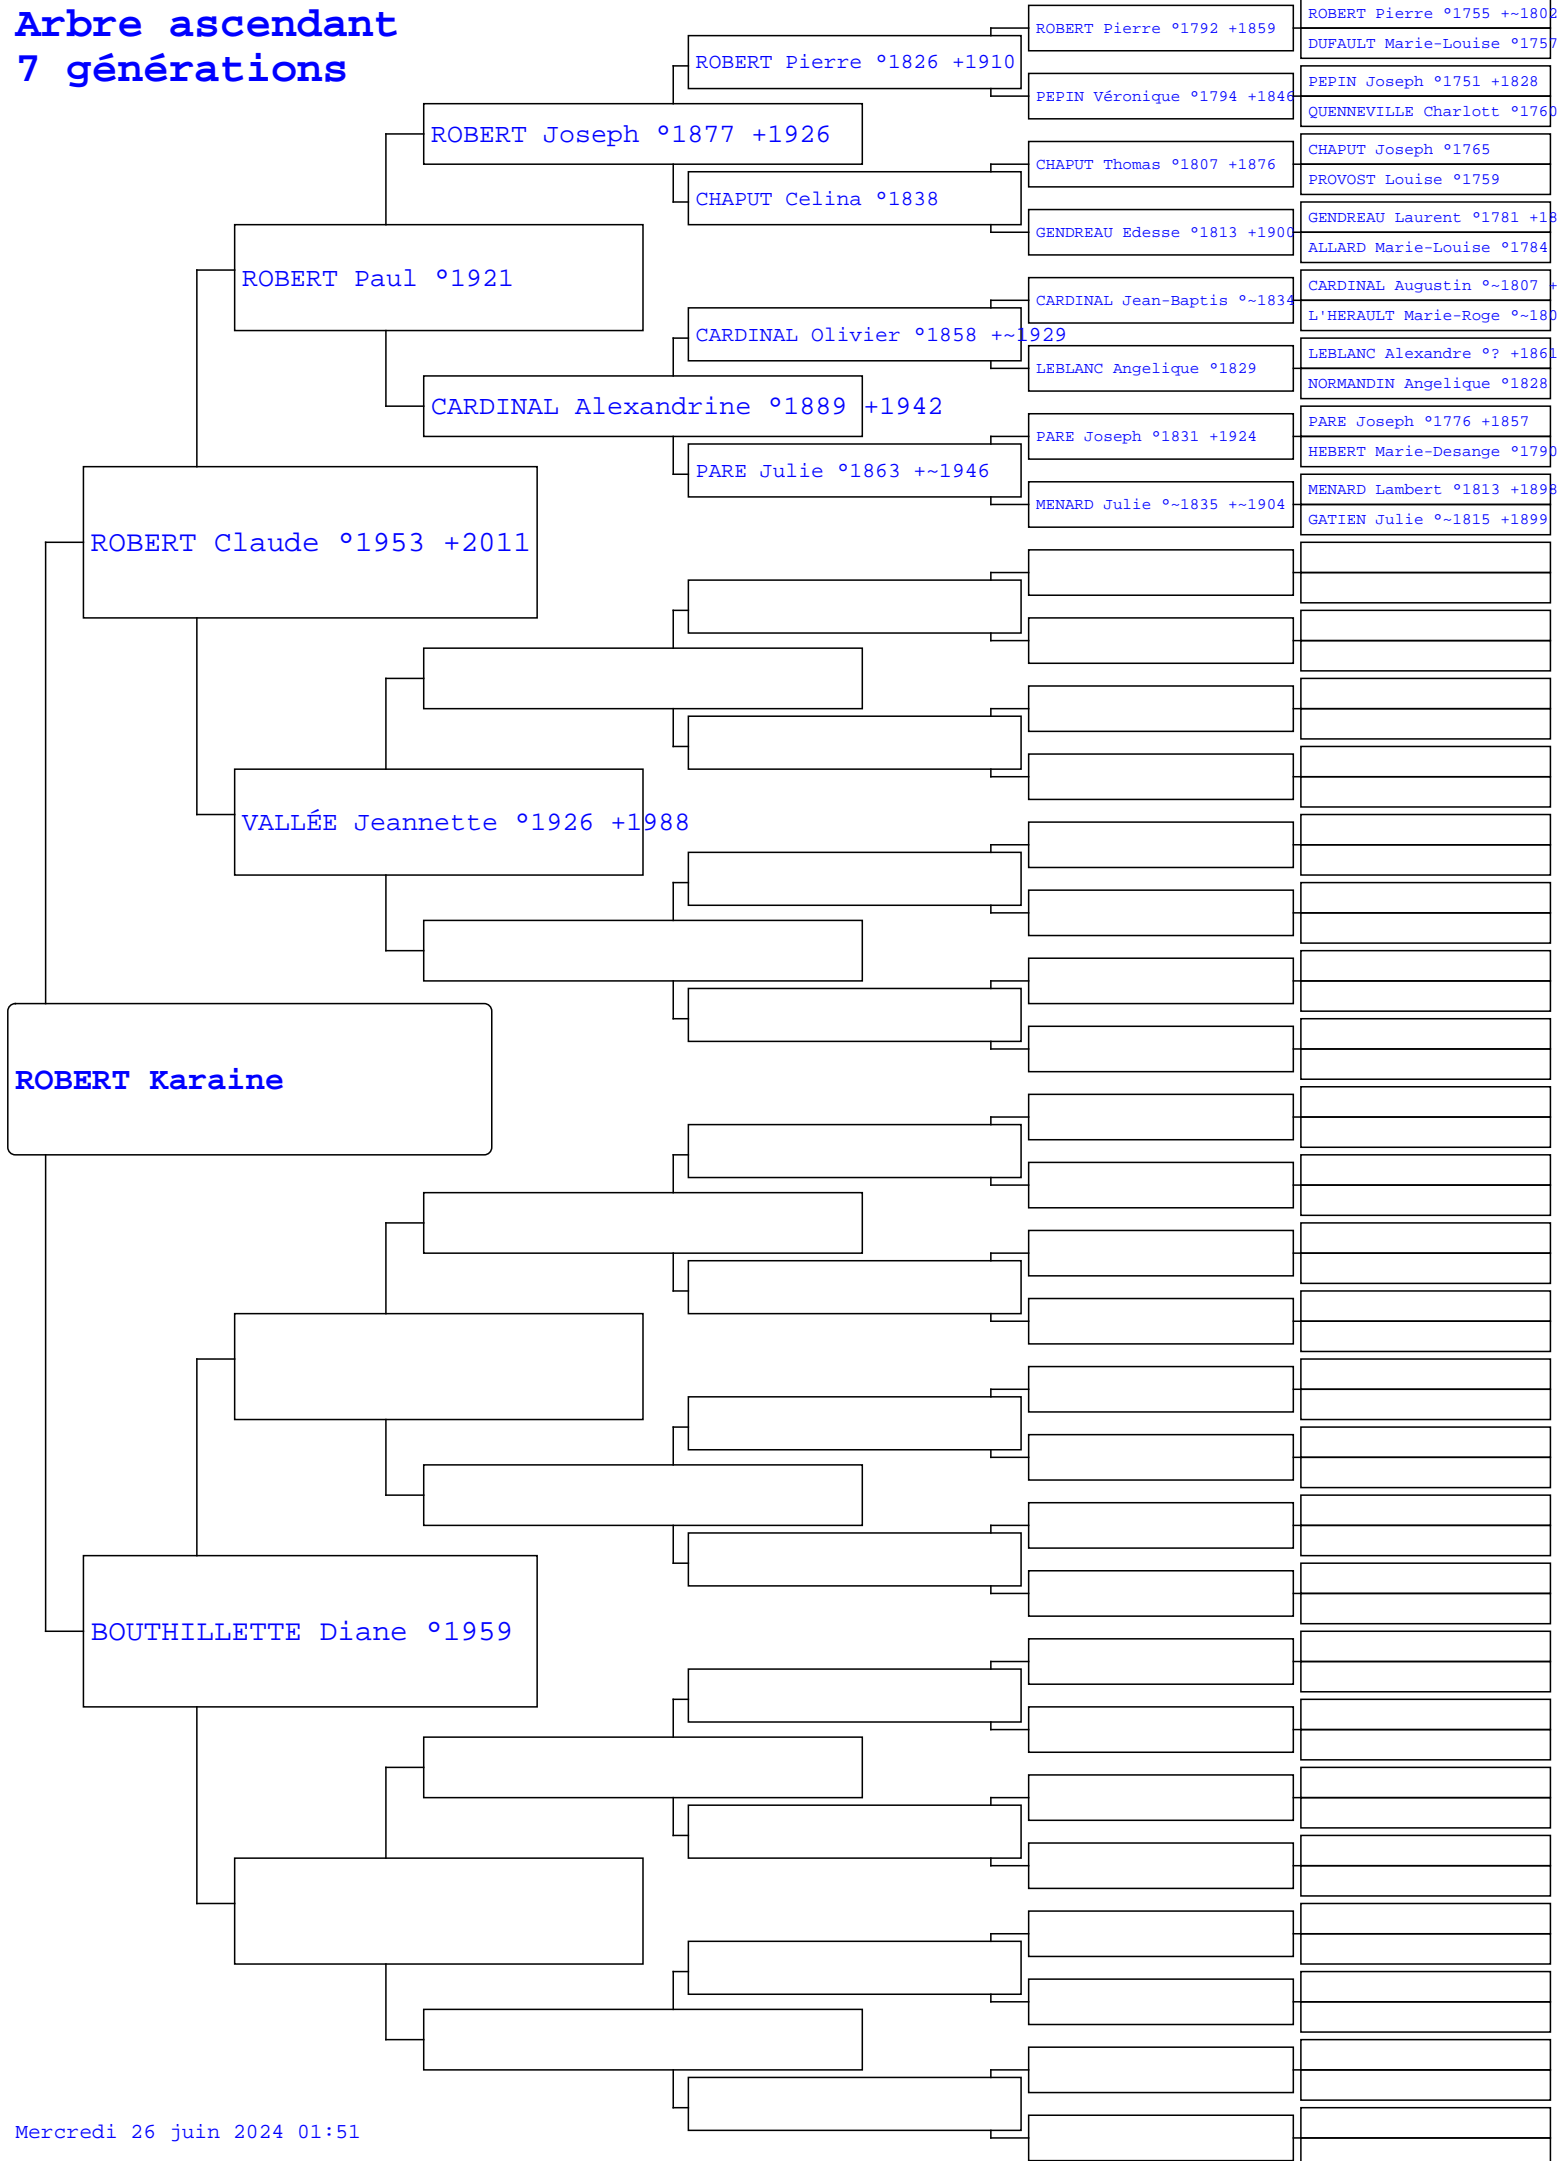 Arbre ascendant
7 générations
ROBERT Pierre °1755 +~1802
DUFAULT Marie-Louise °1757
ROBERT Pierre °1792 +1859
ROBERT Pierre °1826 +1910
PEPIN Joseph °1751 +1828
PEPIN Véronique °1794 +1846
QUENNEVILLE Charlott °1760
ROBERT Joseph °1877 +1926
CHAPUT Joseph °1765
CHAPUT Thomas °1807 +1876
PROVOST Louise °1759
CHAPUT Celina °1838
GENDREAU Laurent °1781 +18
GENDREAU Edesse °1813 +1900
ALLARD Marie-Louise °1784
ROBERT Paul °1921
CARDINAL Augustin °~1807 +
CARDINAL Jean-Baptis °~1834
L'HERAULT Marie-Roge °~180
CARDINAL Olivier °1858 +~1929
LEBLANC Alexandre °? +1861
LEBLANC Angelique °1829
NORMANDIN Angelique °1828
CARDINAL Alexandrine °1889 +1942
PARE Joseph °1776 +1857
PARE Joseph °1831 +1924
HEBERT Marie-Desange °1790
PARE Julie °1863 +~1946
MENARD Lambert °1813 +1898
MENARD Julie °~1835 +~1904
GATIEN Julie °~1815 +1899
ROBERT Claude °1953 +2011
VALLÉE Jeannette °1926 +1988
ROBERT Karaine
BOUTHILLETTE Diane °1959
Mercredi 26 juin 2024 01:51